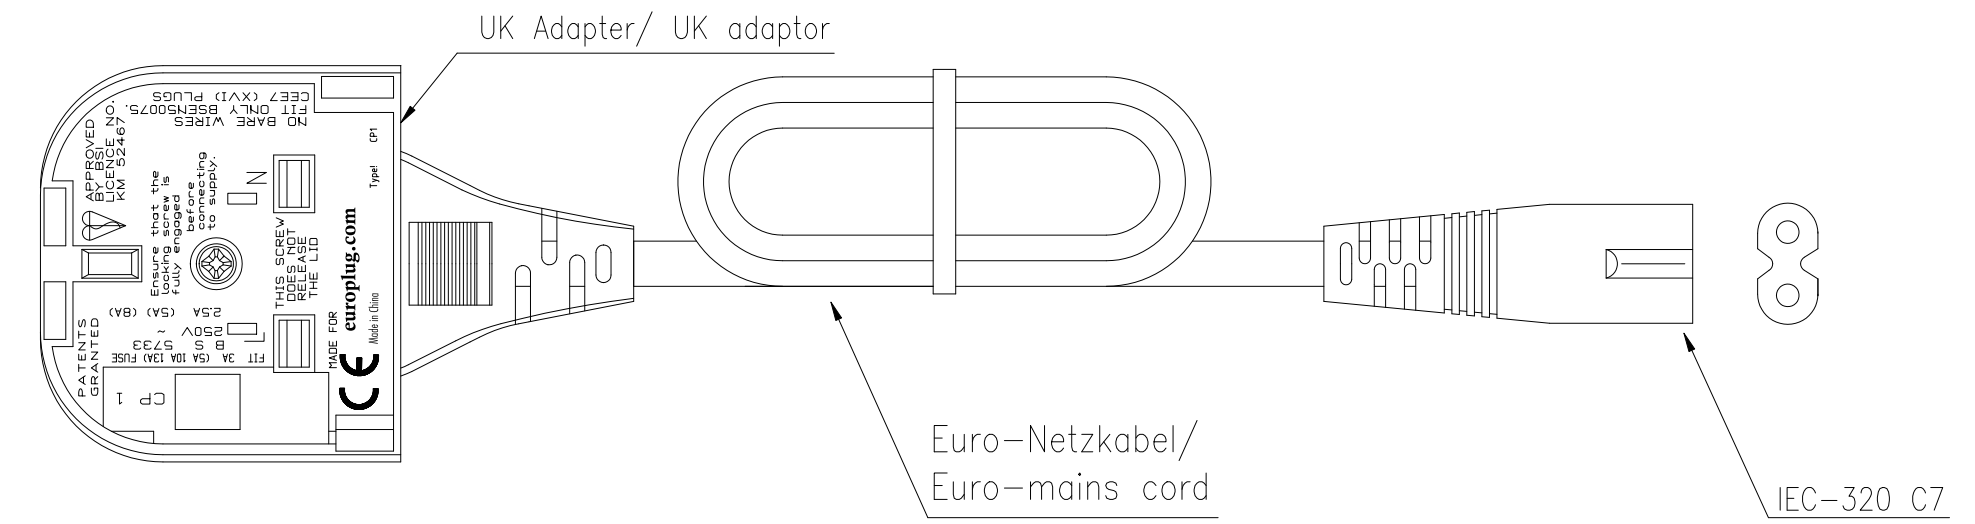 UK Adapter/ UK adaptor
NO BARE WIRES
FIT ONLY BSEN50075.
CEE7 (XVI) PLUGS
APPROVED
BY BSI
LICENCE NO.
KM 52467
Ensure that the
locking screw is
fully engaged
before
connecting
to supply.
N
THIS SCREW
DOES NOT
RELEASE
THE LID
Type! CP1
MADE FOR
europlug.com
Made in China
CE
L
PATENTS
GRANTED
FIT 3A (5A 10A 13A) FUSE
B S 5733
250V ~
2.5A (5A) (8A)
CP 1
Euro-Netzkabel/
Euro-mains cord
IEC-320 C7